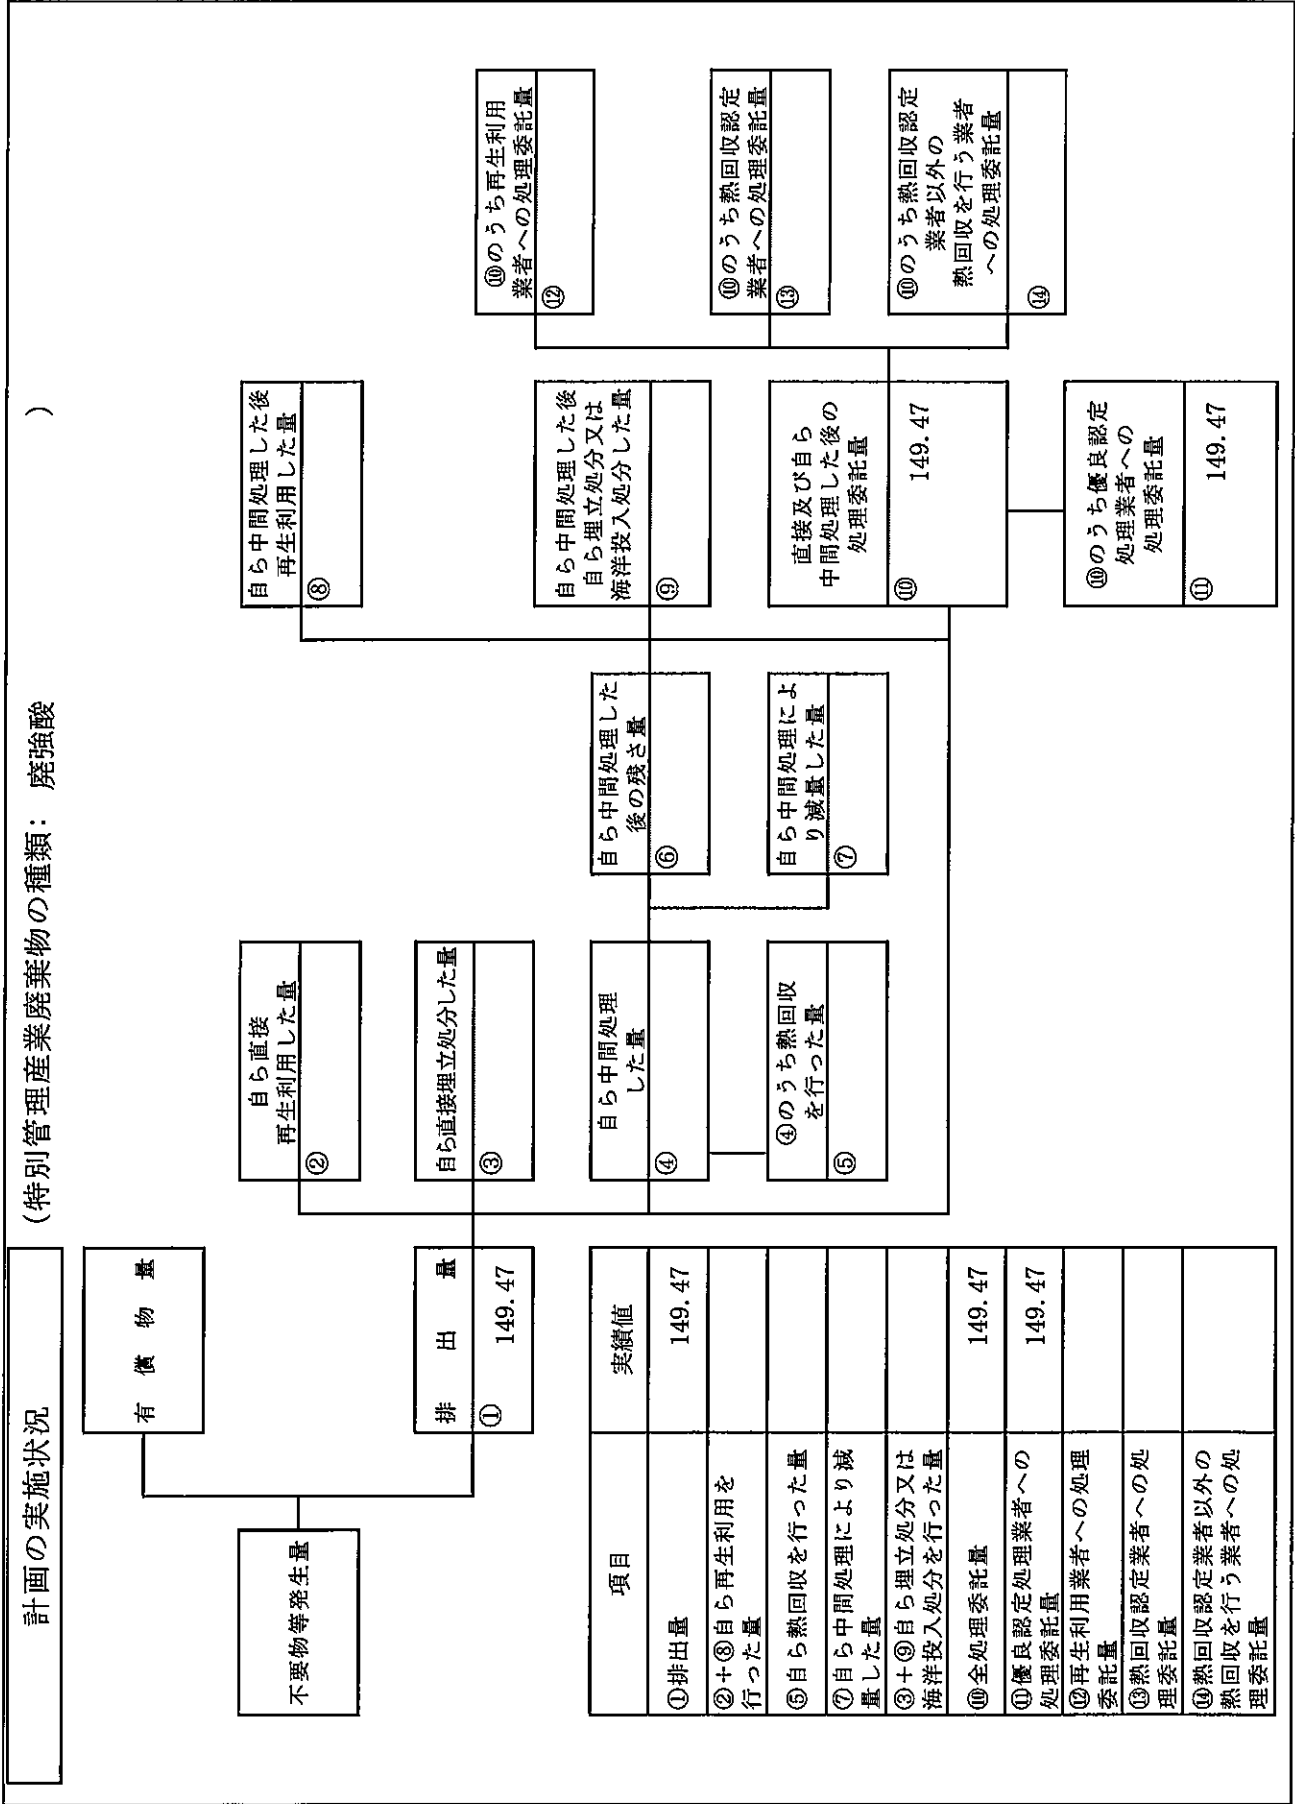 計画の実施状況
(特別管理産業廃棄物の種類： 廃強酸 )
不要物等発生量
有償物量
排出量
① 149.47
自ら直接
再生利用した量
②
自ら直接埋立処分した量
③
自ら中間処理
した量
④
④のうち熱回収
を行った量
⑤
自ら中間処理した
後の残さ量
⑥
自ら中間処理によ
り減量した量
⑦
自ら中間処理した後
再生利用した量
⑧
自ら中間処理した後
自ら埋立処分又は
海洋投入処分した量
⑨
直接及び自ら
中間処理した後の
処理委託量
⑩ 149.47
⑩のうち優良認定
処理業者への
処理委託量
⑪ 149.47
⑩のうち再生利用
業者への処理委託量
⑫
⑩のうち熱回収認定
業者への処理委託量
⑬
⑩のうち熱回収認定
業者以外の
熱回収を行う業者
への処理委託量
⑭
項目 実績値
①排出量 149.47
②+⑧自ら再生利用を
行った量
⑤自ら熱回収を行った量
⑦自ら中間処理により減
量した量
③+⑨自ら埋立処分又は
海洋投入処分を行った量
⑩全処理委託量 149.47
⑪優良認定処理業者への
処理委託量 149.47
⑫再生利用業者への処理
委託量
⑬熱回収認定業者への処
理委託量
⑭熱回収認定業者以外の
熱回収を行う業者への処
理委託量